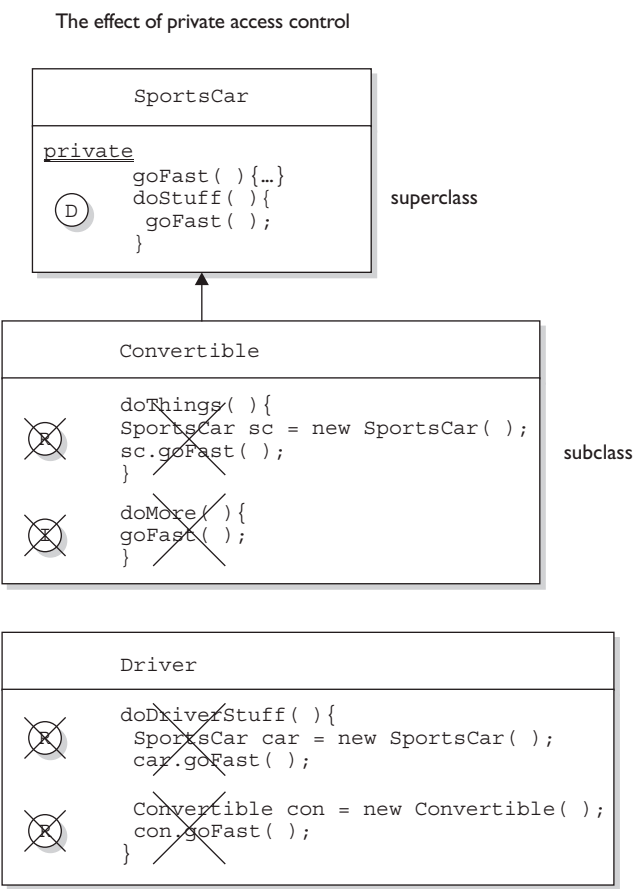 The effect of private access control
SportsCar
private
goFast( ){…}
D
doStuff( ){
goFast( );
}
superclass
Convertible
R
doThings( ){
SportsCar sc = new SportsCar( );
sc.goFast( );
}
subclass
I
doMore( ){
goFast( );
}
Driver
R
doDriverStuff( ){
SportsCar car = new SportsCar( );
car.goFast( );
R
Convertible con = new Convertible( );
con.goFast( );
}